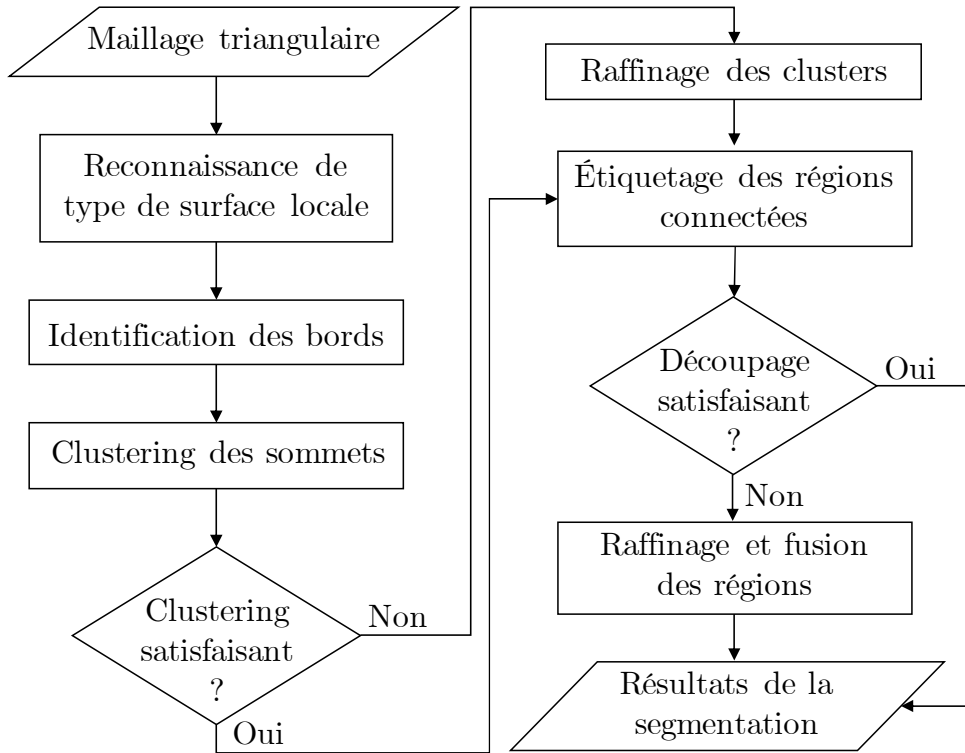 Maillage triangulaire
Reconnaissance de
type de surface locale
Identification des bords
Clustering des sommets
Clustering
satisfaisant
?
Non
Oui
Raffinage des clusters
Étiquetage des régions
connectées
Découpage
satisfaisant
?
Oui
Non
Raffinage et fusion
des régions
Résultats de la
segmentation